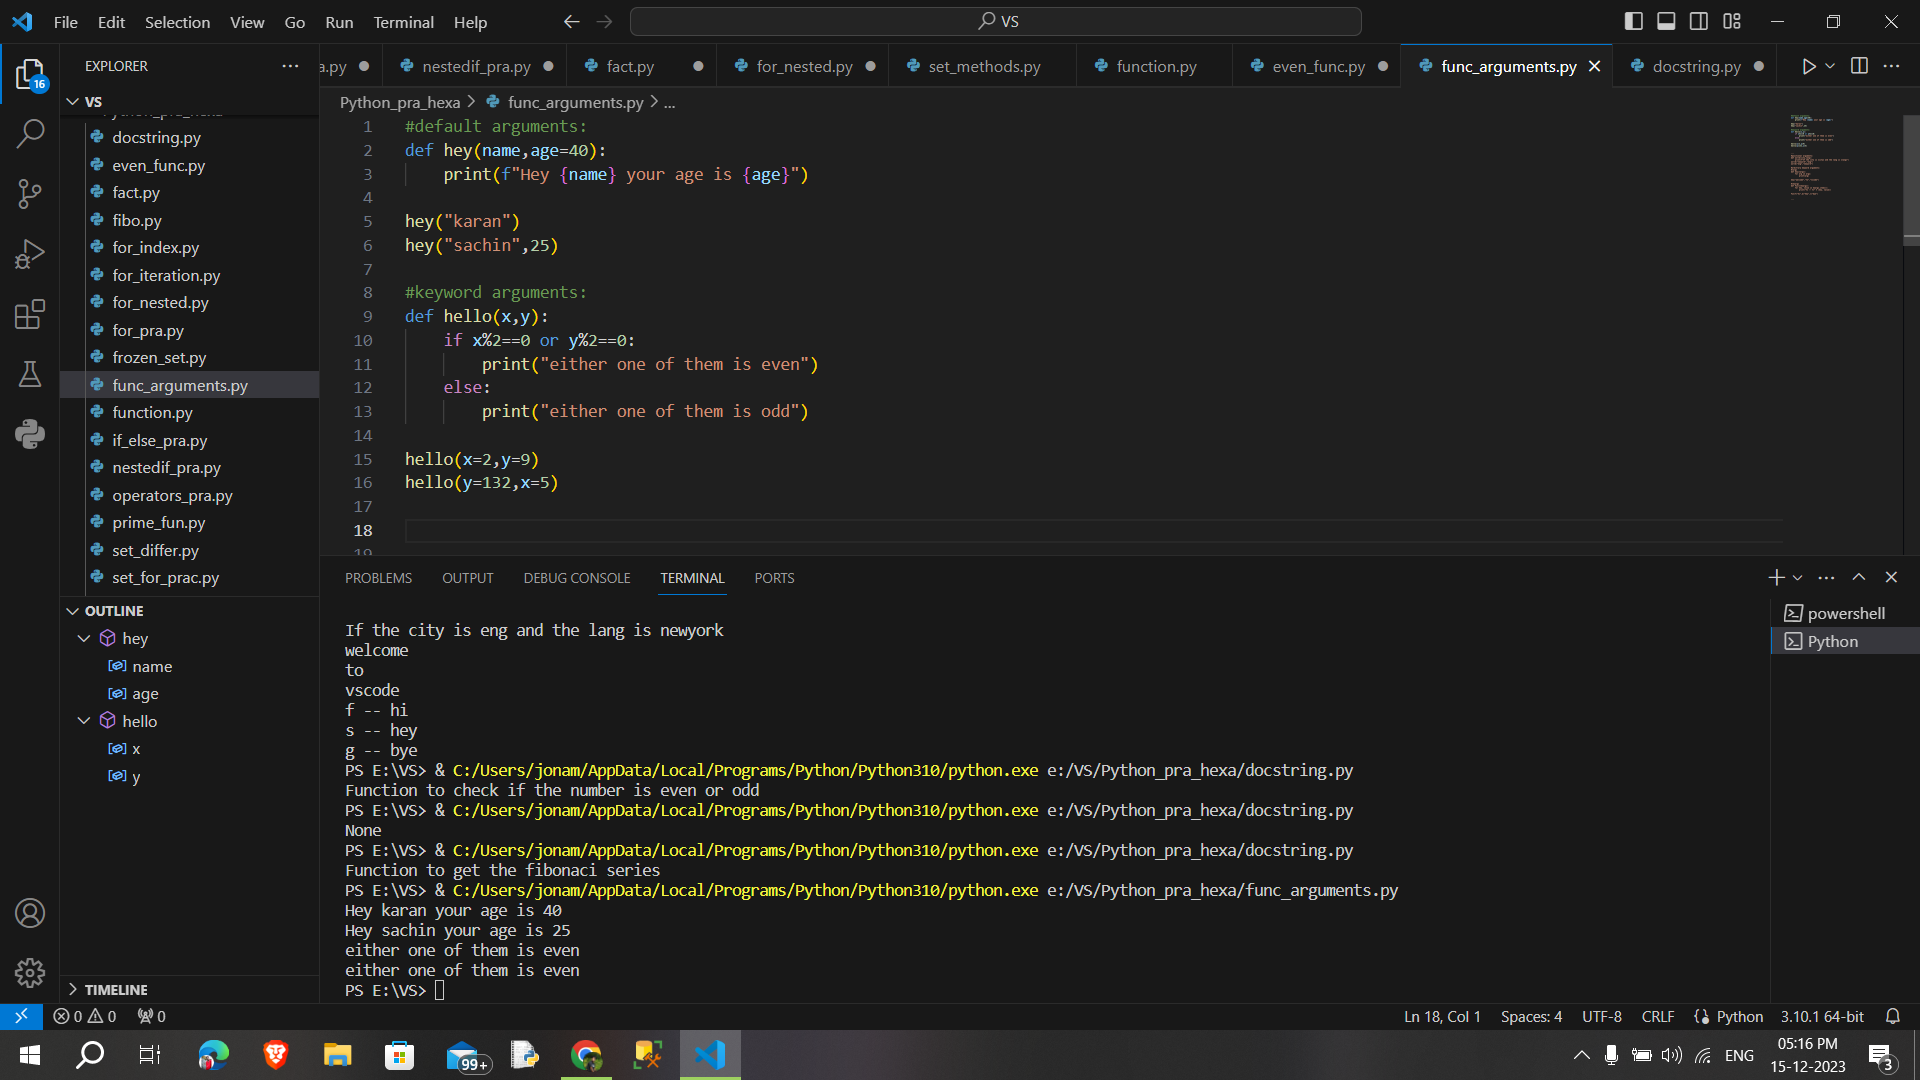 File Edit Selection View Go Run Terminal Help
VS
16
EXPLORER
VS
docstring.py
even_func.py
fact.py
fibo.py
for_index.py
for_iteration.py
for_nested.py
for_pra.py
frozen_set.py
func_arguments.py
function.py
if_else_pra.py
nestedif_pra.py
operators_pra.py
prime_fun.py
set_differ.py
set_for_prac.py
OUTLINE
hey
name
age
hello
x
y
TIMELINE
a.py nestedif_pra.py fact.py for_nested.py set_methods.py function.py even_func.py func_arguments.py docstring.py
Python_pra_hexa > func_arguments.py > ...
1 #default arguments:
2 def hey(name,age=40):
3     print(f"Hey {name} your age is {age}")
4
5 hey("karan")
6 hey("sachin",25)
7
8 #keyword arguments:
9 def hello(x,y):
10     if x%2==0 or y%2==0:
11         print("either one of them is even")
12     else:
13         print("either one of them is odd")
14
15 hello(x=2,y=9)
16 hello(y=132,x=5)
17
18
19
PROBLEMS OUTPUT DEBUG CONSOLE TERMINAL PORTS
If the city is eng and the lang is newyork
welcome
to
vscode
f -- hi
s -- hey
g -- bye
PS E:\VS> & C:/Users/jonam/AppData/Local/Programs/Python/Python310/python.exe e:/VS/Python_pra_hexa/docstring.py
Function to check if the number is even or odd
PS E:\VS> & C:/Users/jonam/AppData/Local/Programs/Python/Python310/python.exe e:/VS/Python_pra_hexa/docstring.py
None
PS E:\VS> & C:/Users/jonam/AppData/Local/Programs/Python/Python310/python.exe e:/VS/Python_pra_hexa/docstring.py
Function to get the fibonaci series
PS E:\VS> & C:/Users/jonam/AppData/Local/Programs/Python/Python310/python.exe e:/VS/Python_pra_hexa/func_arguments.py
Hey karan your age is 40
Hey sachin your age is 25
either one of them is even
either one of them is even
PS E:\VS>
powershell
Python
0 0 0
Ln 18, Col 1 Spaces: 4 UTF-8 CRLF Python 3.10.1 64-bit
99+
ENG
05:16 PM
15-12-2023
3